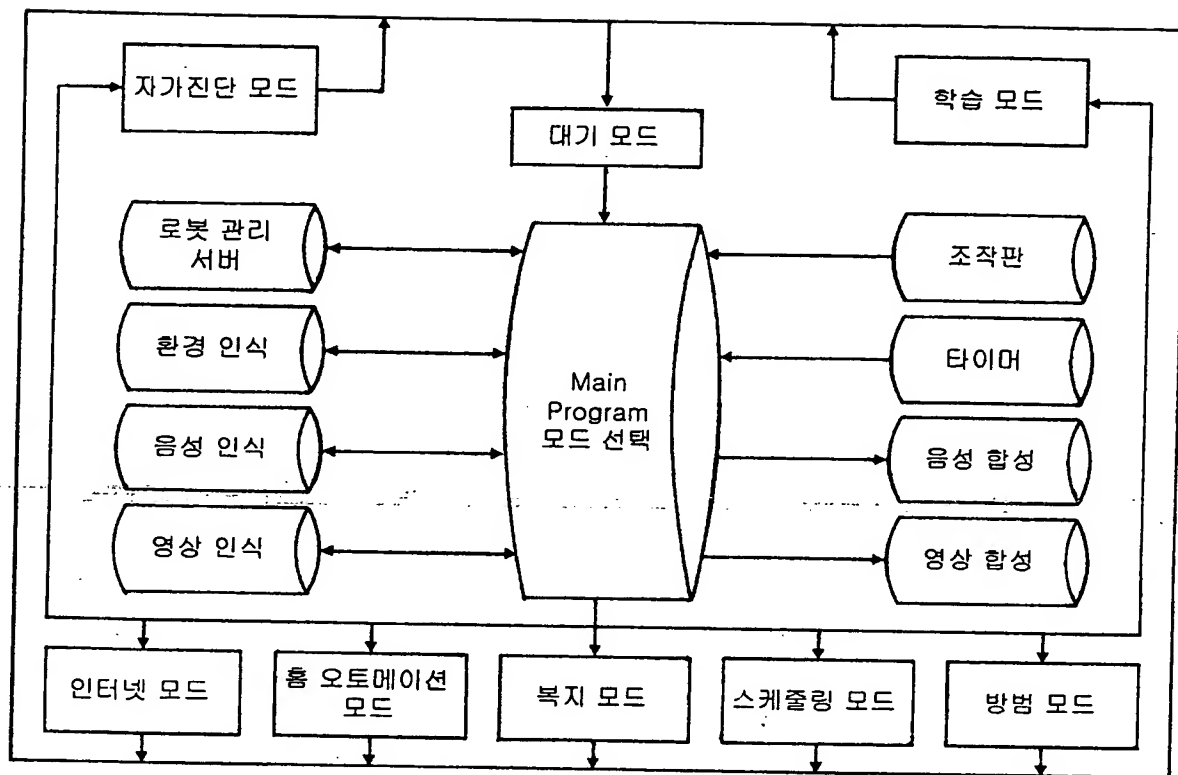 자가진단 모드
학습 모드
대기 모드
로봇 관리
서버
조작판
환경 인식
타이머
Main
Program
모드 선택
음성 인식
음성 합성
영상 인식
영상 합성
인터넷 모드
홈 오토메이션
모드
복지 모드
스케줄링 모드
방범 모드